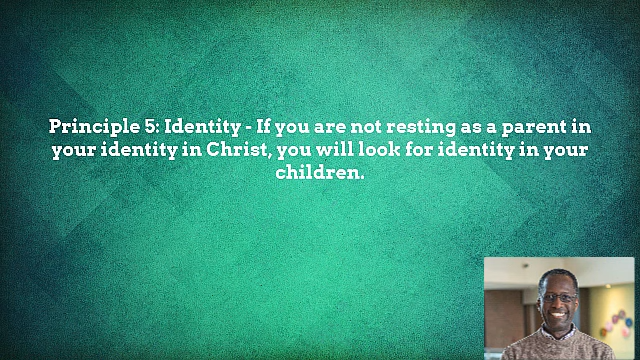 Principle 5: Identity - If you are not resting as a parent in
your identity in Christ, you will look for identity in your
children.